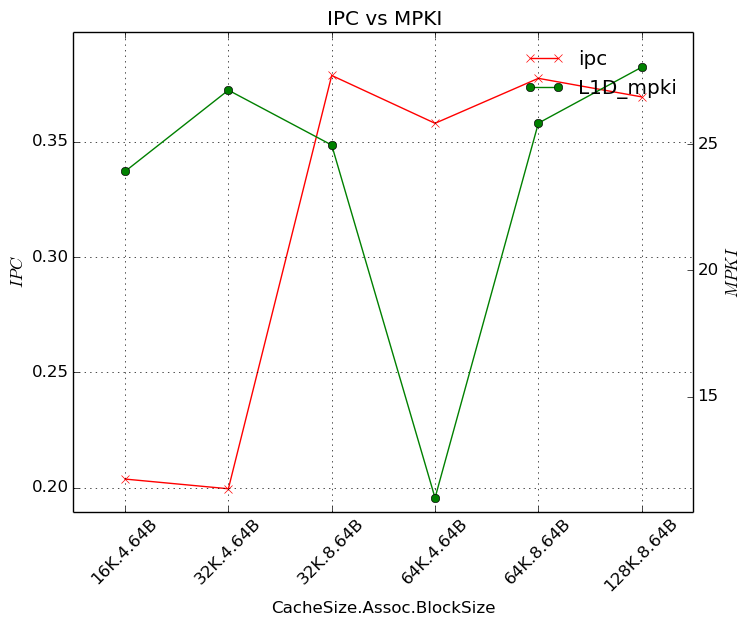 IPC vs MPKI
ipc
L1D_mpki
0.35
0.30
0.25
0.20
IPC
25
20
15
MPKI
16K.4.64B
32K.4.64B
32K.8.64B
64K.4.64B
64K.8.64B
128K.8.64B
CacheSize.Assoc.BlockSize